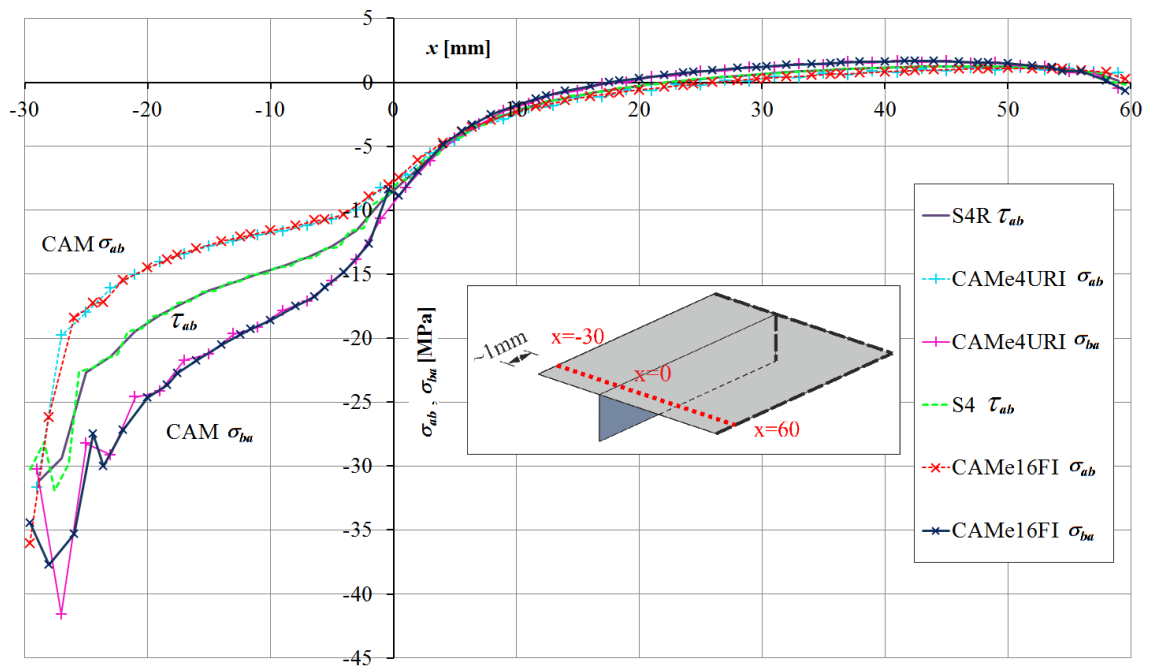 5
x [mm]
0
-30
-20
-10
0
10
20
30
40
50
60
-5
-10
CAM σab
S4R τab
CAMe4URI σab
-15
τab
x=-30
~1mm
x=0
x=60
-20
CAMe4URI σba
σab , σba [MPa]
-25
S4 τab
CAM σba
-30
CAMe16FI σab
-35
CAMe16FI σba
-40
-45